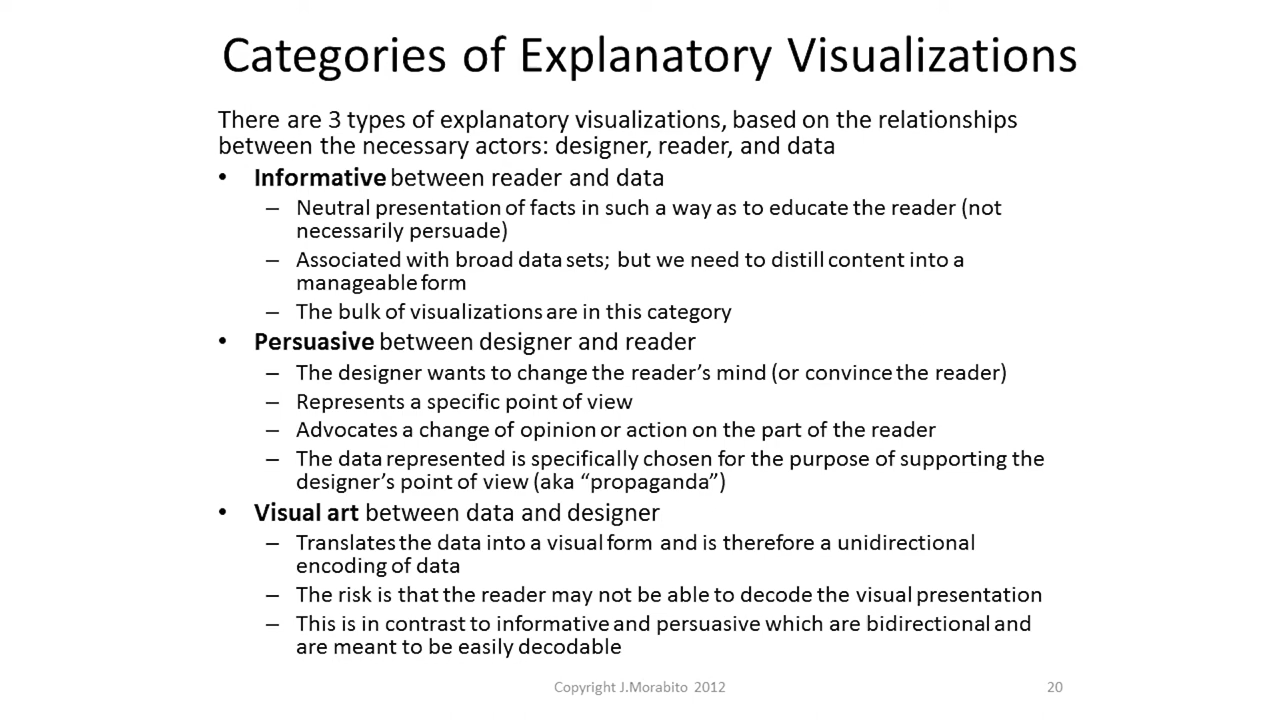 Categories of Explanatory Visualizations
There are 3 types of explanatory visualizations, based on the relationships
between the necessary actors: designer, reader, and data
• Informative between reader and data
– Neutral presentation of facts in such a way as to educate the reader (not
necessarily persuade)
– Associated with broad data sets; but we need to distill content into a
manageable form
– The bulk of visualizations are in this category
• Persuasive between designer and reader
– The designer wants to change the reader’s mind (or convince the reader)
– Represents a specific point of view
– Advocates a change of opinion or action on the part of the reader
– The data represented is specifically chosen for the purpose of supporting the
designer’s point of view (aka “propaganda”)
• Visual art between data and designer
– Translates the data into a visual form and is therefore a unidirectional
encoding of data
– The risk is that the reader may not be able to decode the visual presentation
– This is in contrast to informative and persuasive which are bidirectional and
are meant to be easily decodable
Copyright J.Morabito 2012
20